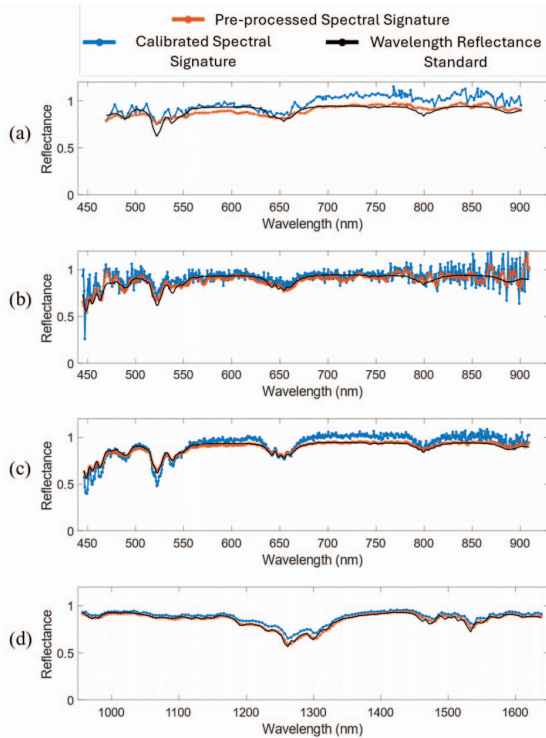 Pre-processed Spectral Signature
Calibrated Spectral Signature
Wavelength Reflectance Standard
(a)
Reflectance
1
0.5
0
450 500 550 600 650 700 750 800 850 900
Wavelength (nm)
(b)
Reflectance
1
0.5
0
450 500 550 600 650 700 750 800 850 900
Wavelength (nm)
(c)
Reflectance
1
0.5
0
450 500 550 600 650 700 750 800 850 900
Wavelength (nm)
(d)
Reflectance
1
0.5
0
1000 1100 1200 1300 1400 1500 1600
Wavelength (nm)